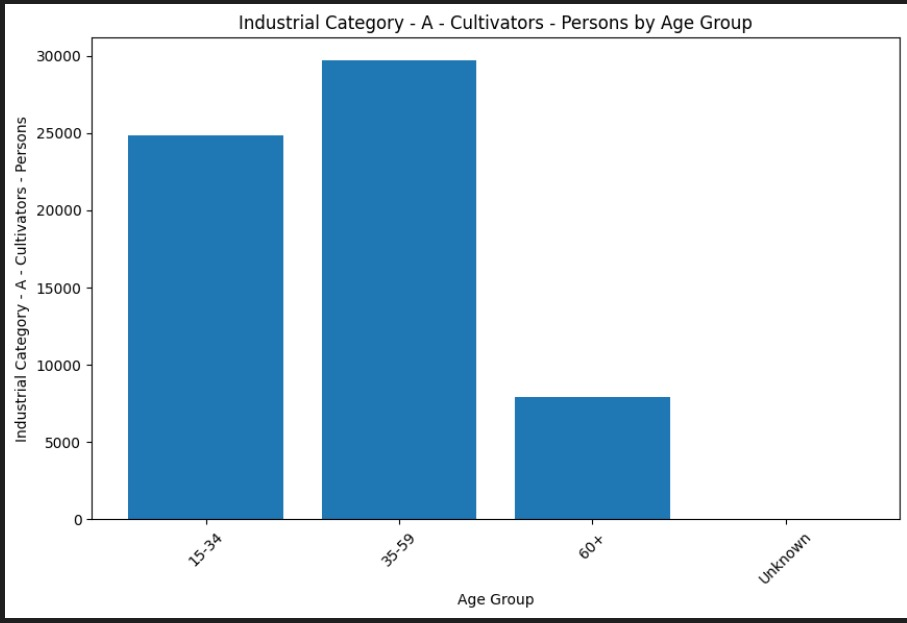 Industrial Category - A - Cultivators - Persons by Age Group
Industrial Category - A - Cultivators - Persons
30000
25000
20000
15000
10000
5000
0
15-34
35-59
60+
Unknown
Age Group